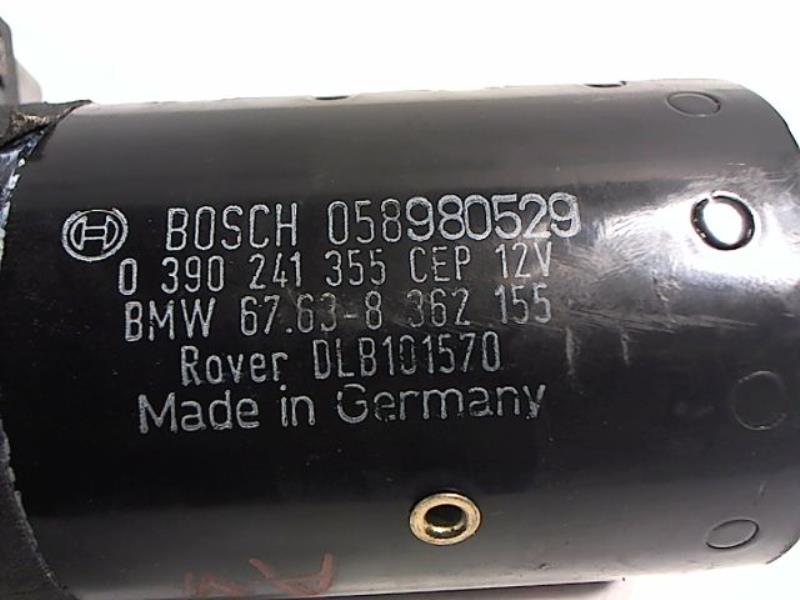 BOSCH 058980529
0 390 241 355 CEP 12V
BMW 67.63-8 362 155
Rover DLB101570
Made in Germany